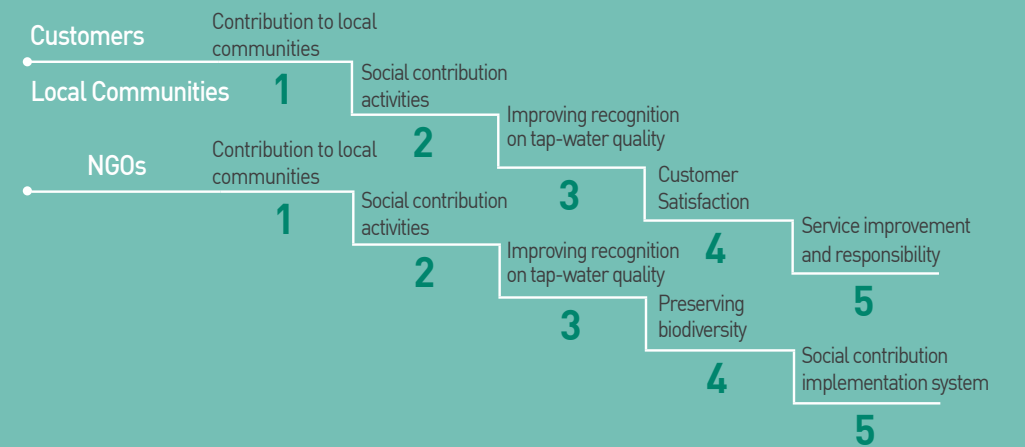 Customers
Local Communities
Contribution to local
communities
1
Social contribution
activities
2
Improving recognition
on tap-water quality
3
Customer
Satisfaction
4
Service improvement
and responsibility
5
NGOs
Contribution to local
communities
1
Social contribution
activities
2
Improving recognition
on tap-water quality
3
Preserving
biodiversity
4
Social contribution
implementation system
5